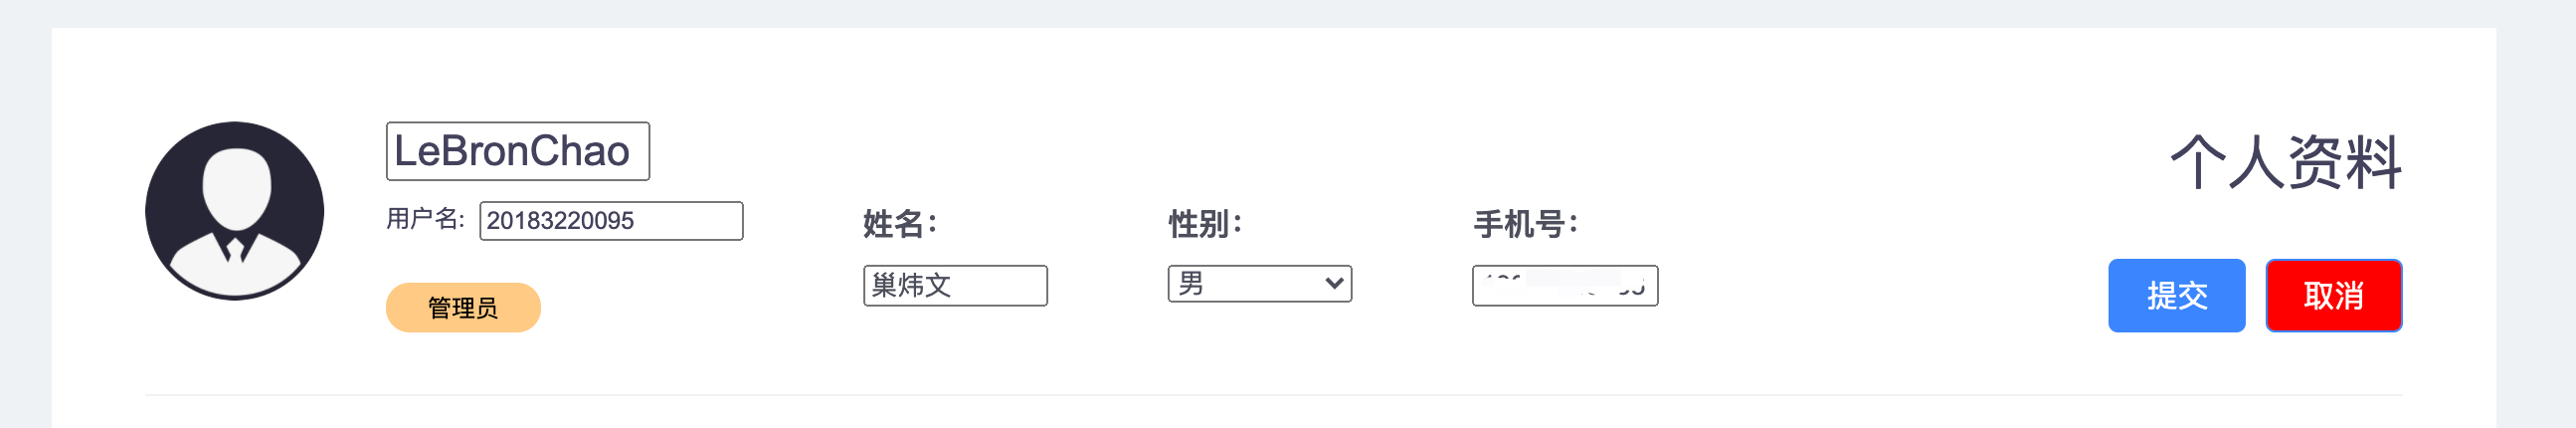 LeBronChao
用户名: 20183220095
管理员
姓名：
巢炜文
性别：
男
手机号：
个人资料
提交
取消